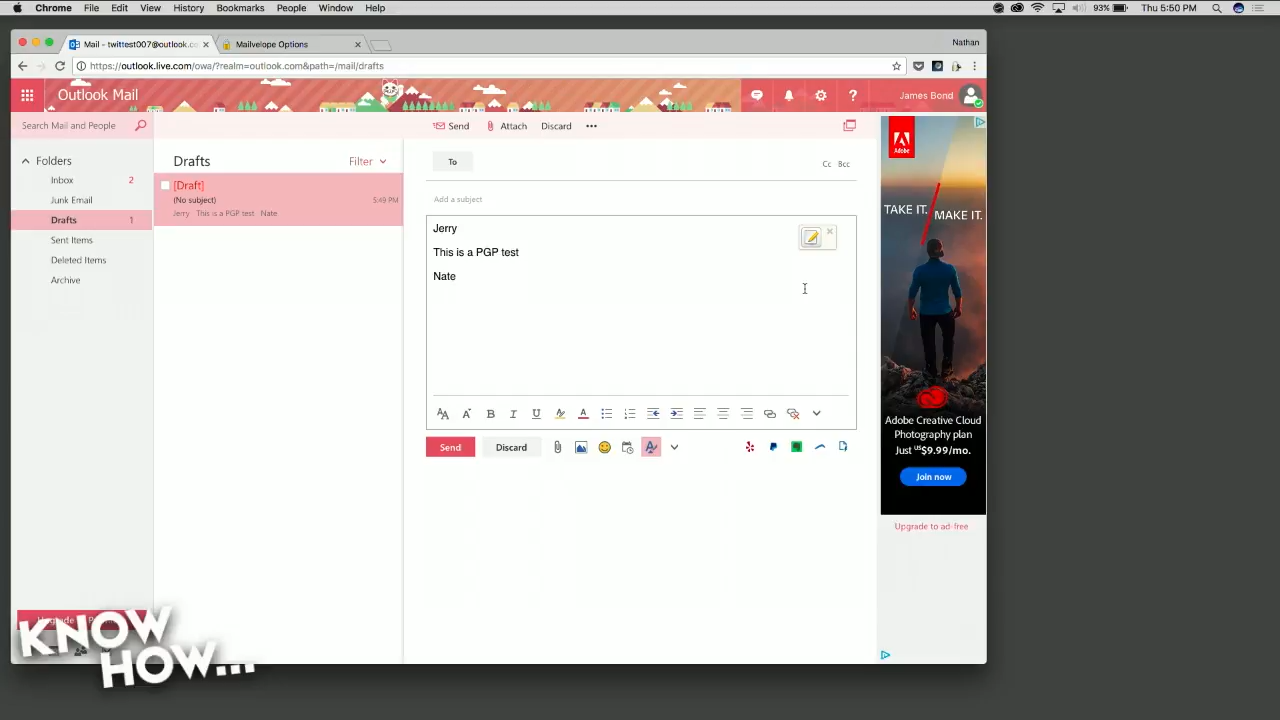 Chrome File Edit View History Bookmarks People Window Help 93% Thu 5:50 PM
Mail - twittest007@outlook.co Mailvelope Options Nathan
https://outlook.live.com/owa/?realm=outlook.com&path=/mail/drafts
Outlook Mail James Bond
Search Mail and People Send Attach Discard
Folders
Inbox 2
Junk Email
Drafts 1
Sent Items
Deleted Items
Archive
Drafts Filter
[Draft]
(No subject) 5:49 PM
Jerry This is a PGP test Nate
To Cc Bcc
Add a subject
Jerry
This is a PGP test
Nate
Send Discard
Adobe
TAKE IT. MAKE IT.
Adobe Creative Cloud
Photography plan
Just US$9.99/mo.
Join now
Upgrade to ad-free
KNOW
HOW...